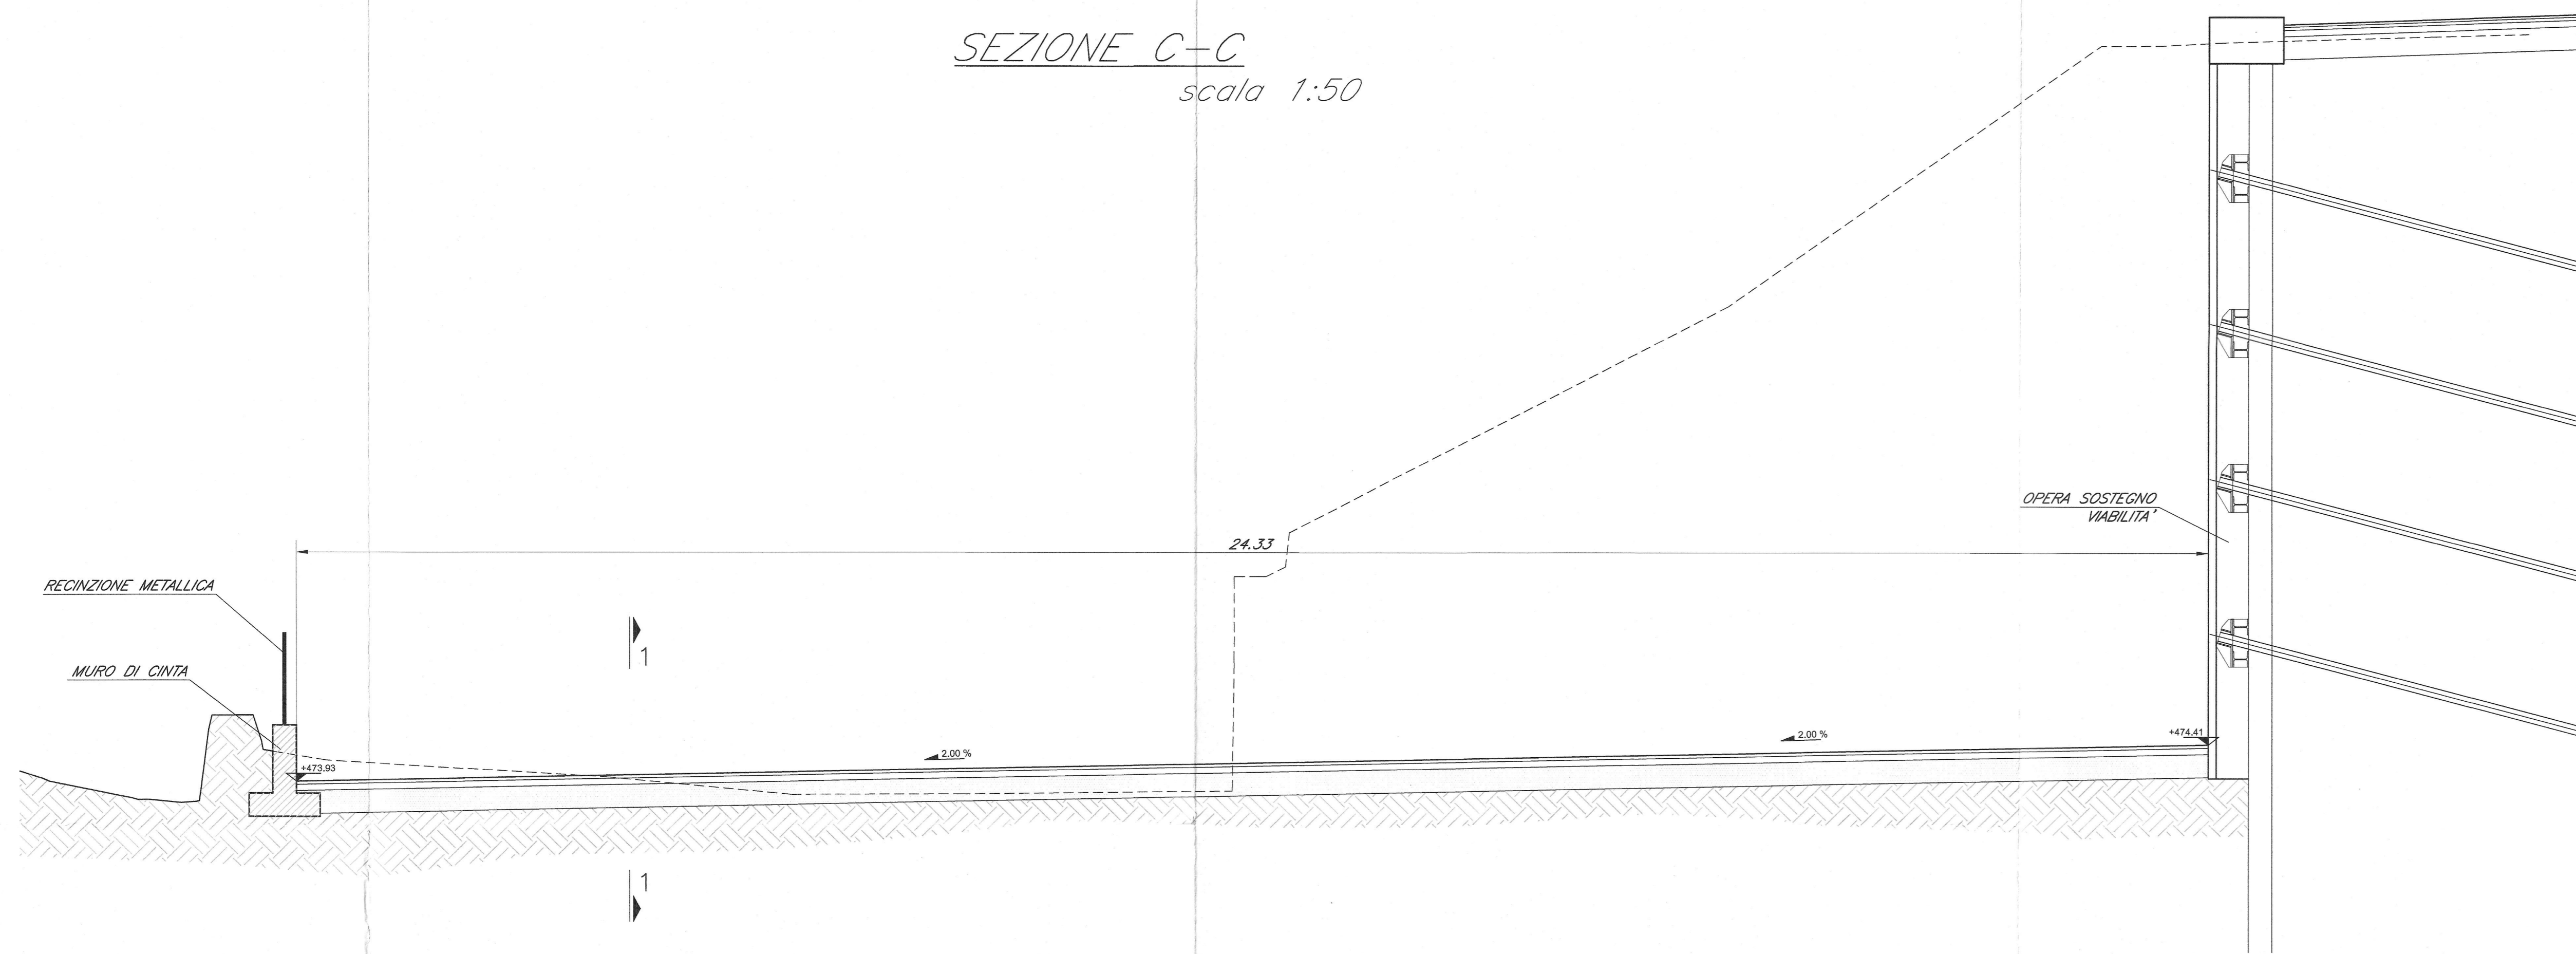 SEZIONE C-C
scala 1:50
OPERA SOSTEGNO
VIABILITA'
24.33
RECINZIONE METALLICA
1
MURO DI CINTA
+474.41
2.00 %
2.00 %
+473.93
1